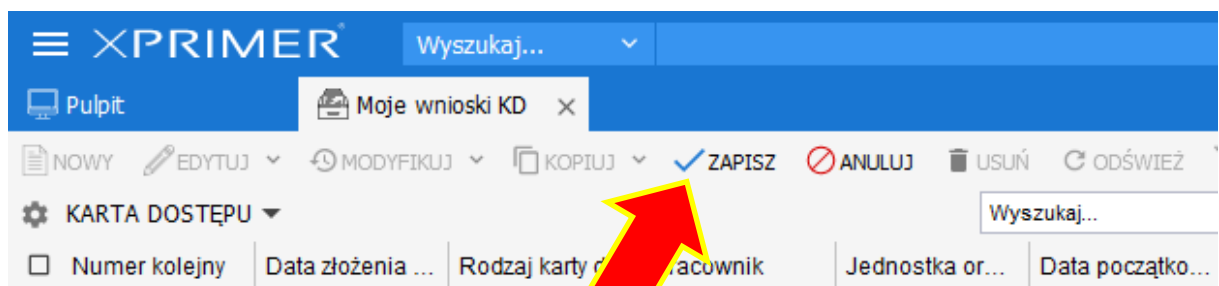 XPRIMER Wyszukaj...
Pulpit Moje wnioski KD
NOWY EDYTUJ MODYFIKUJ KOPIUJ ZAPISZ ANULUJ USUŃ ODŚWIEŻ
KARTA DOSTĘPU Wyszukaj...
Numer kolejny Data złożenia ... Rodzaj karty Jednostka or... Data początko...